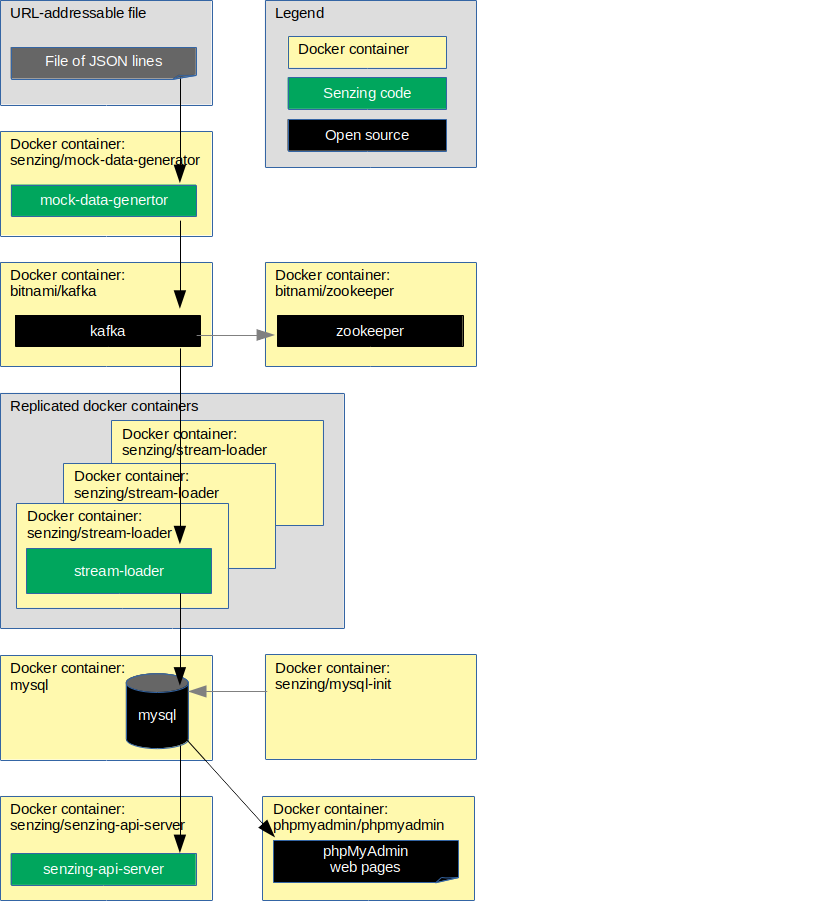 URL-addressable file
File of JSON lines
Legend
Docker container
Senzing code
Open source
Docker container:
senzing/mock-data-generator
mock-data-genertor
Docker container:
bitnami/kafka
kafka
Docker container:
bitnami/zookeeper
zookeeper
Replicated docker containers
Docker container:
senzing/stream-loader
Docker container:
senzing/stream-loader
Docker container:
senzing/stream-loader
stream-loader
Docker container:
mysql
mysql
Docker container:
senzing/mysql-init
Docker container:
senzing/senzing-api-server
senzing-api-server
Docker container:
phpmyadmin/phpmyadmin
phpMyAdmin
web pages